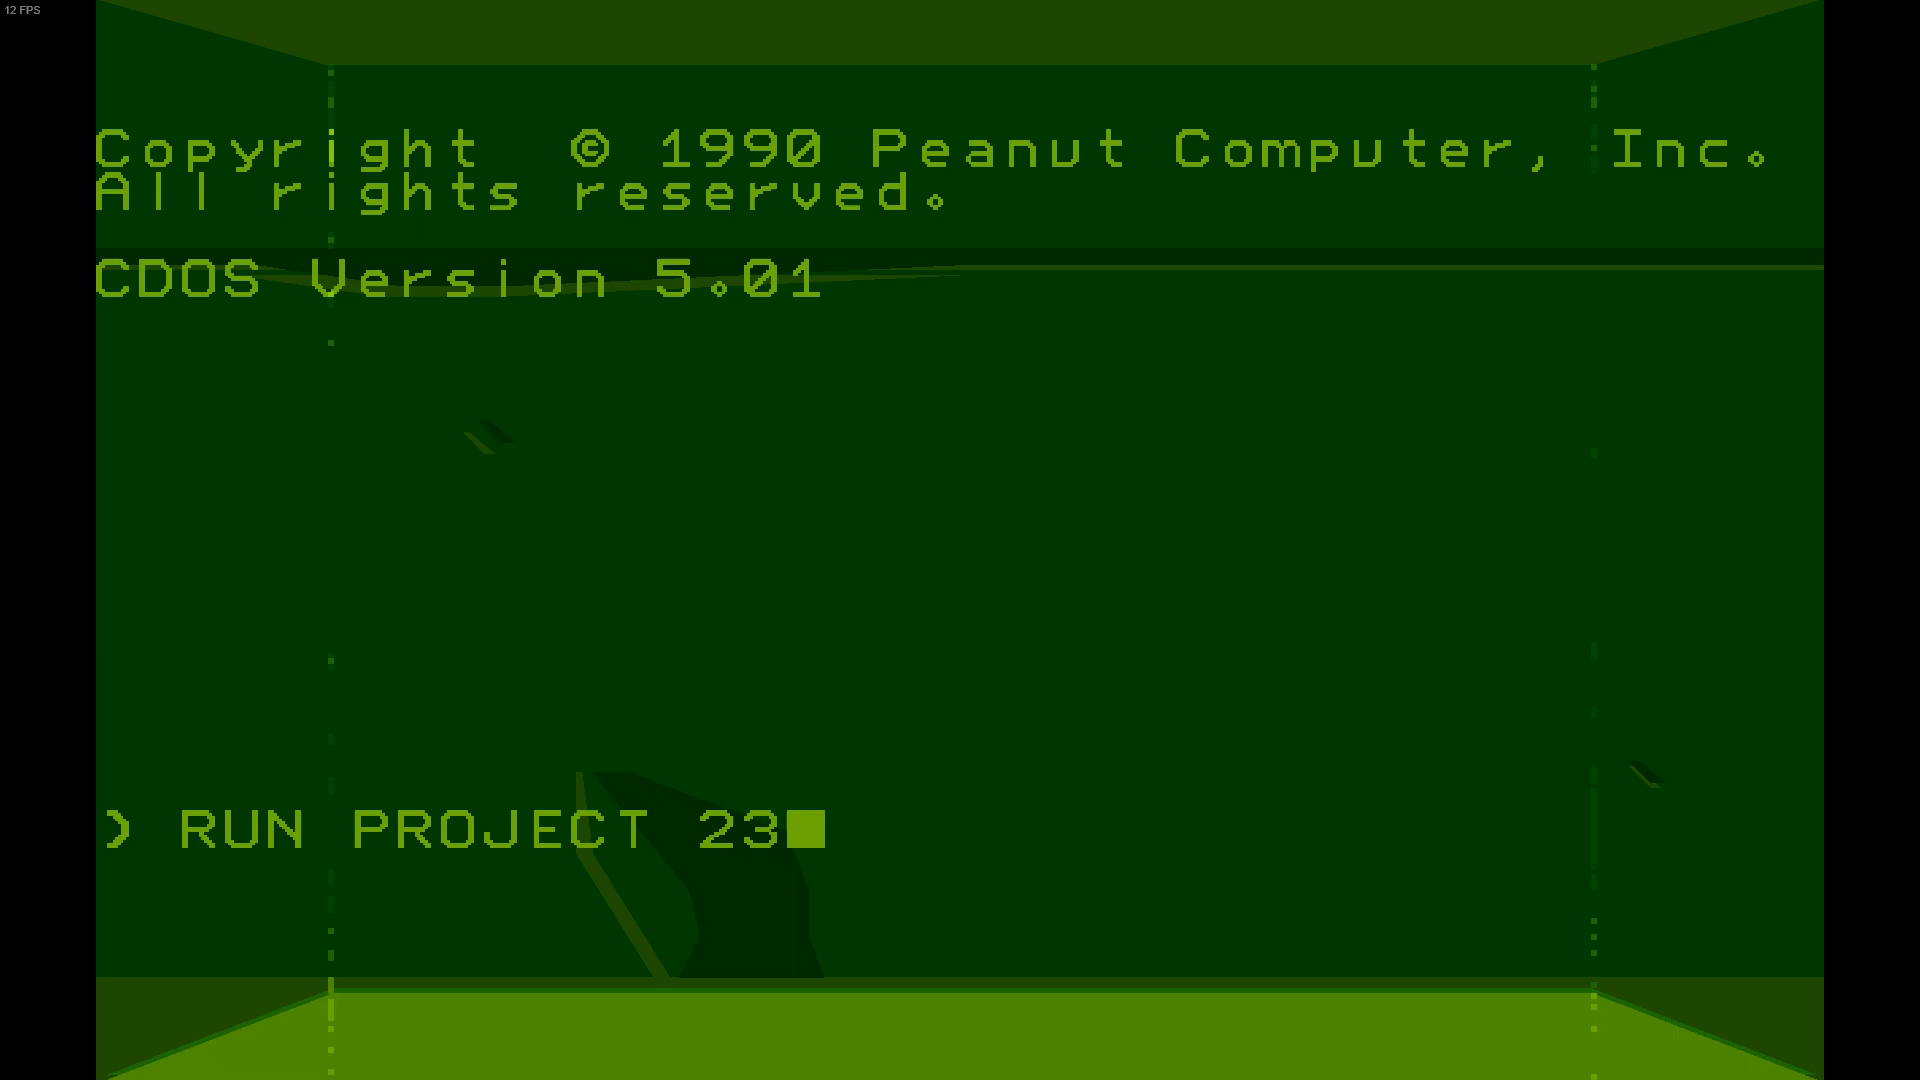 12 FPS
Copyright © 1990 Peanut Computer, Inc.
All rights reserved.
CDOS Version 5.01
> RUN PROJECT 23